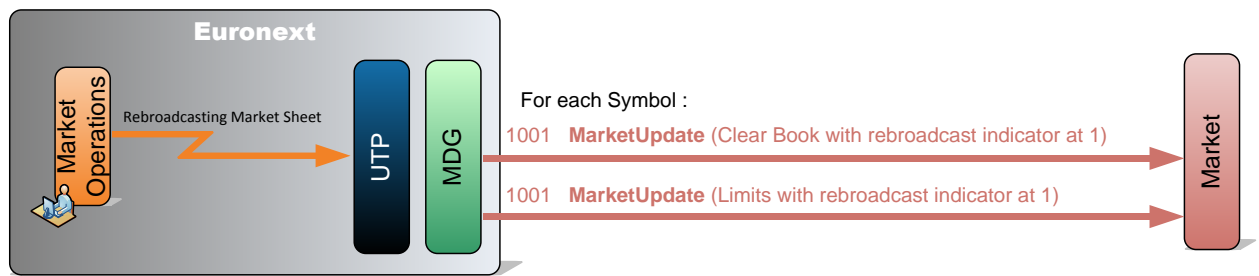 Euronext
Market
Operations
Rebroadcasting Market Sheet
UTP
MDG
For each Symbol :
1001 MarketUpdate (Clear Book with rebroadcast indicator at 1)
1001 MarketUpdate (Limits with rebroadcast indicator at 1)
Market